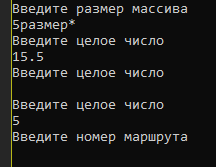 Введите размер массива
5размер*
Введите целое число
15.5
Введите целое число
Введите целое число
5
Введите номер маршрута